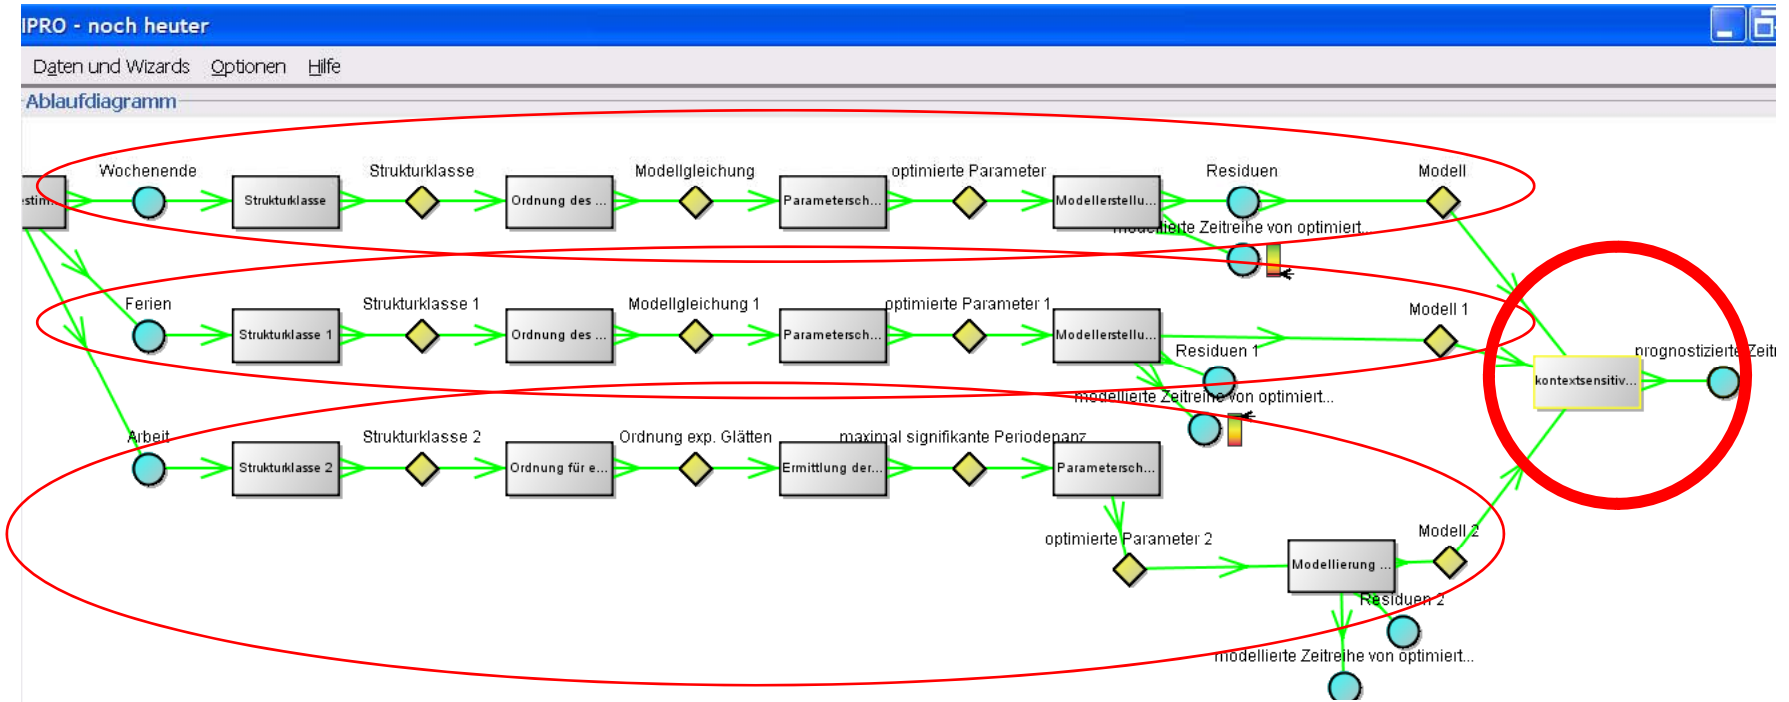 IPRO - noch heuter
Daten und Wizards Optionen Hilfe
Ablaufdiagramm
Wochenende Strukturklasse Modellgleichung optimierte Parameter Residuen Modell
estim. Strukturklasse Ordnung des ... Parametersch... Modellerstellu...
modellierte Zeitreihe von optimiert...
Ferien Strukturklasse 1 Modellgleichung 1 optimierte Parameter 1 Modell 1
Strukturklasse 1 Ordnung des ... Parametersch... Modellerstellu...
Residuen 1 prognostizierte Zeitr
kontextsensitiv...
modellierte Zeitreihe von optimiert...
Arbeit Strukturklasse 2 Ordnung exp. Glätten maximal signifikante Periodenanz
Strukturklasse 2 Ordnung für e... Ermittlung der... Parametersch...
optimierte Parameter 2 Modell 2
Modellierung ...
Residuen 2
modellierte Zeitreihe von optimiert...